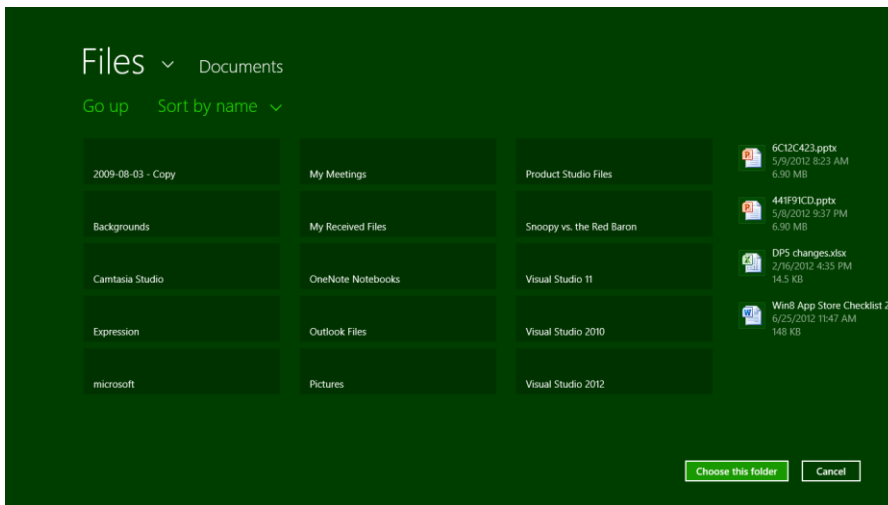 Files
Documents
Go up
Sort by name
2009-08-03 - Copy
Backgrounds
Camtasia Studio
Expression
microsoft
My Meetings
My Received Files
OneNote Notebooks
Outlook Files
Pictures
Product Studio Files
Snoopy vs. the Red Baron
Visual Studio 11
Visual Studio 2010
Visual Studio 2012
6C12C423.pptx
5/9/2012 8:23 AM
6.90 MB
441F91CD.pptx
5/8/2012 9:37 PM
6.90 MB
DP5 changes.xlsx
2/16/2012 4:35 PM
14.5 KB
Win8 App Store Checklist 2
6/25/2012 11:47 AM
148 KB
Choose this folder
Cancel